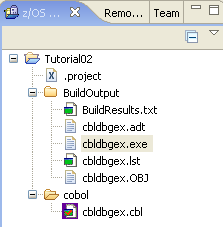 z/OS ...
Remo...
Team
Tutorial02
.project
BuildOutput
BuildResults.txt
cbldbgex.adt
cbldbgex.exe
cbldbgex.lst
cbldbgex.OBJ
cobol
cbldbgex.cbl